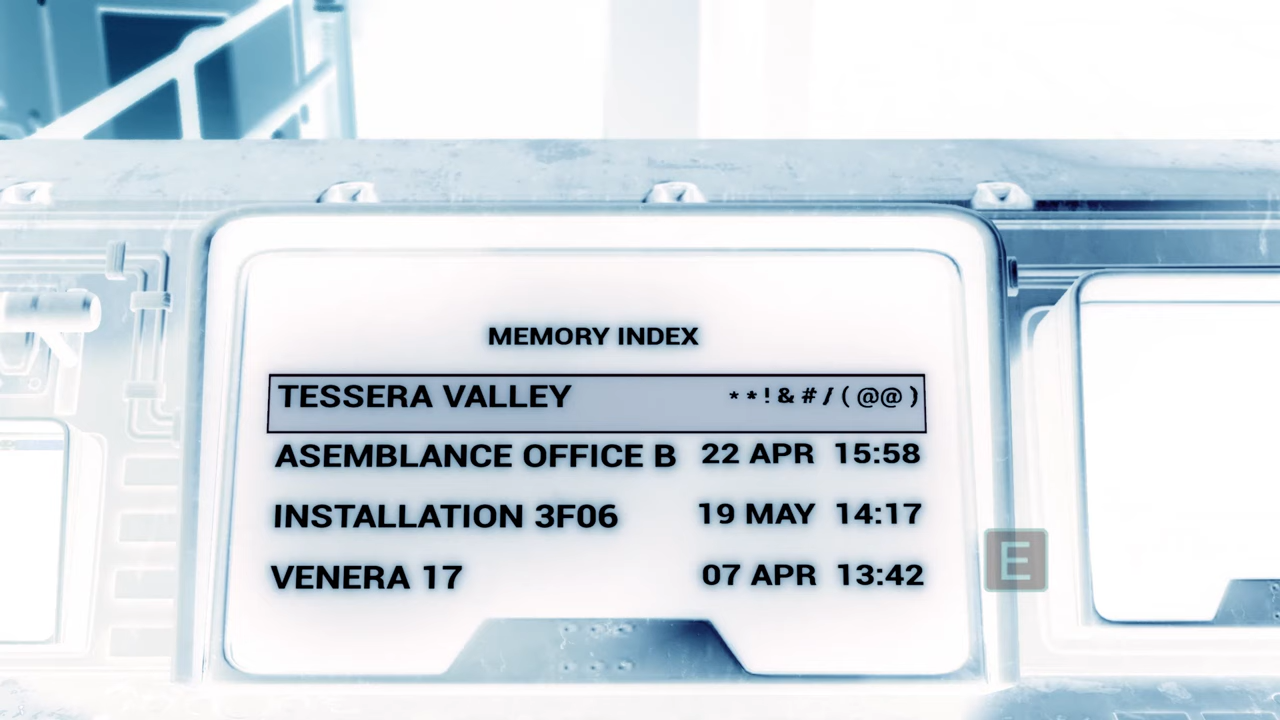 MEMORY INDEX
TESSERA VALLEY **!&#/(@@)
ASEMBLANCE OFFICE B 22 APR 15:58
INSTALLATION 3F06 19 MAY 14:17
VENERA 17 07 APR 13:42
E